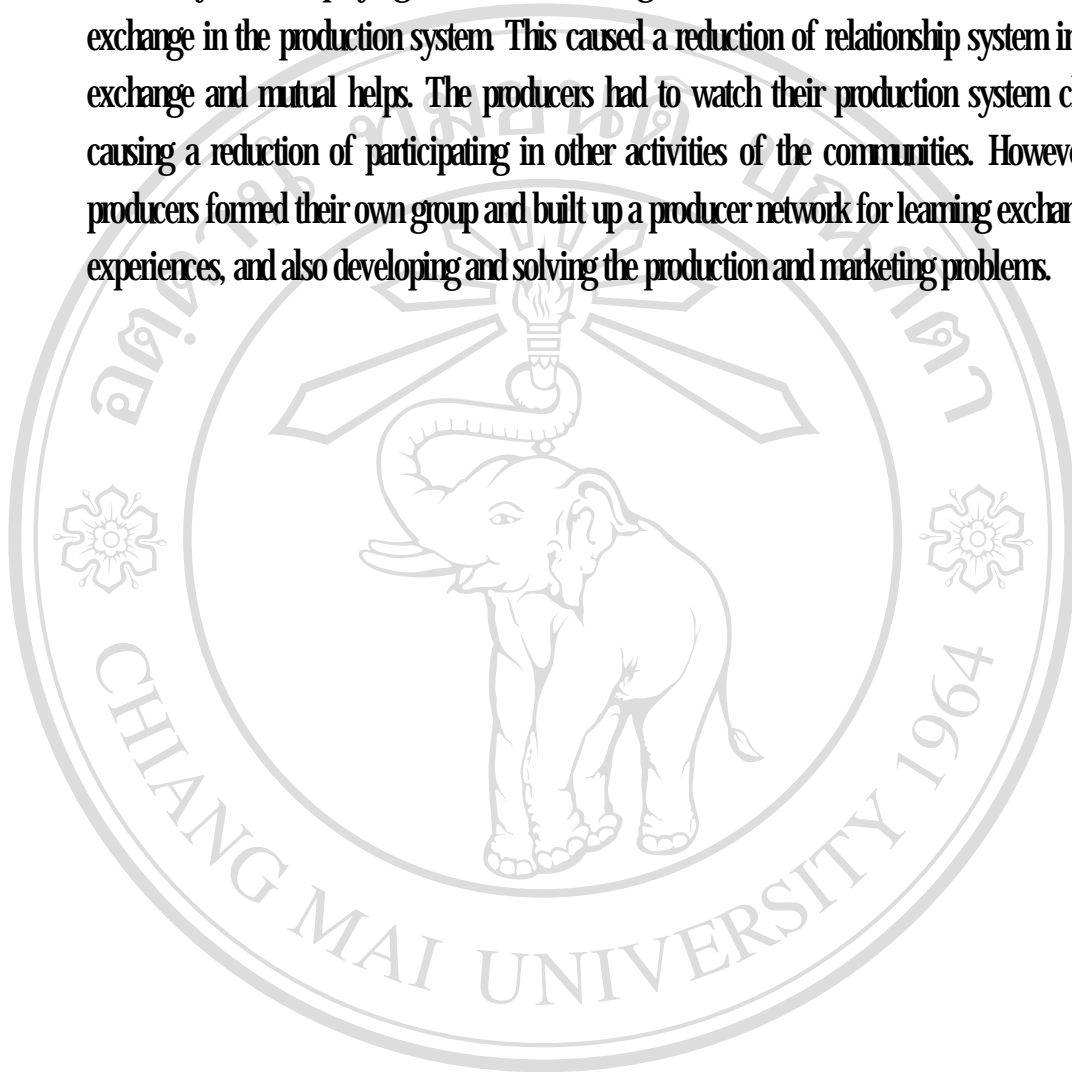 exchange in the production system. This caused a reduction of relationship system in
exchange and mutual helps. The producers had to watch their production system
causing a reduction of participating in other activities of the communities.
producers formed their own group and built up a producer network for learning
experiences, and also developing and solving the production and marketing problems.
CHIANG MAI UNIVERSITY 1964